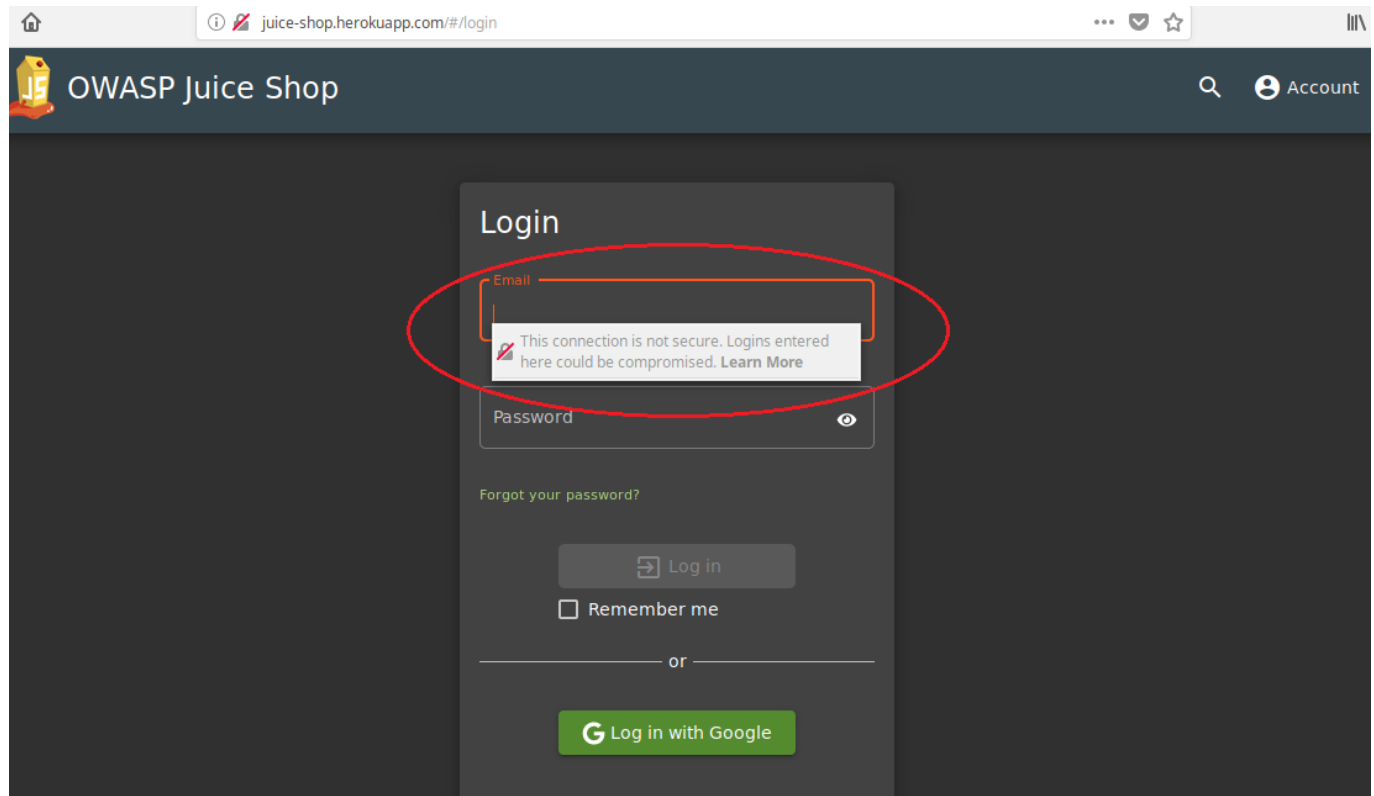 juice-shop.herokuapp.com/#/login
JS OWASP Juice Shop
Account
Login
Email
This connection is not secure. Logins entered
here could be compromised. Learn More
Password
Forgot your password?
Log in
Remember me
or
G Log in with Google